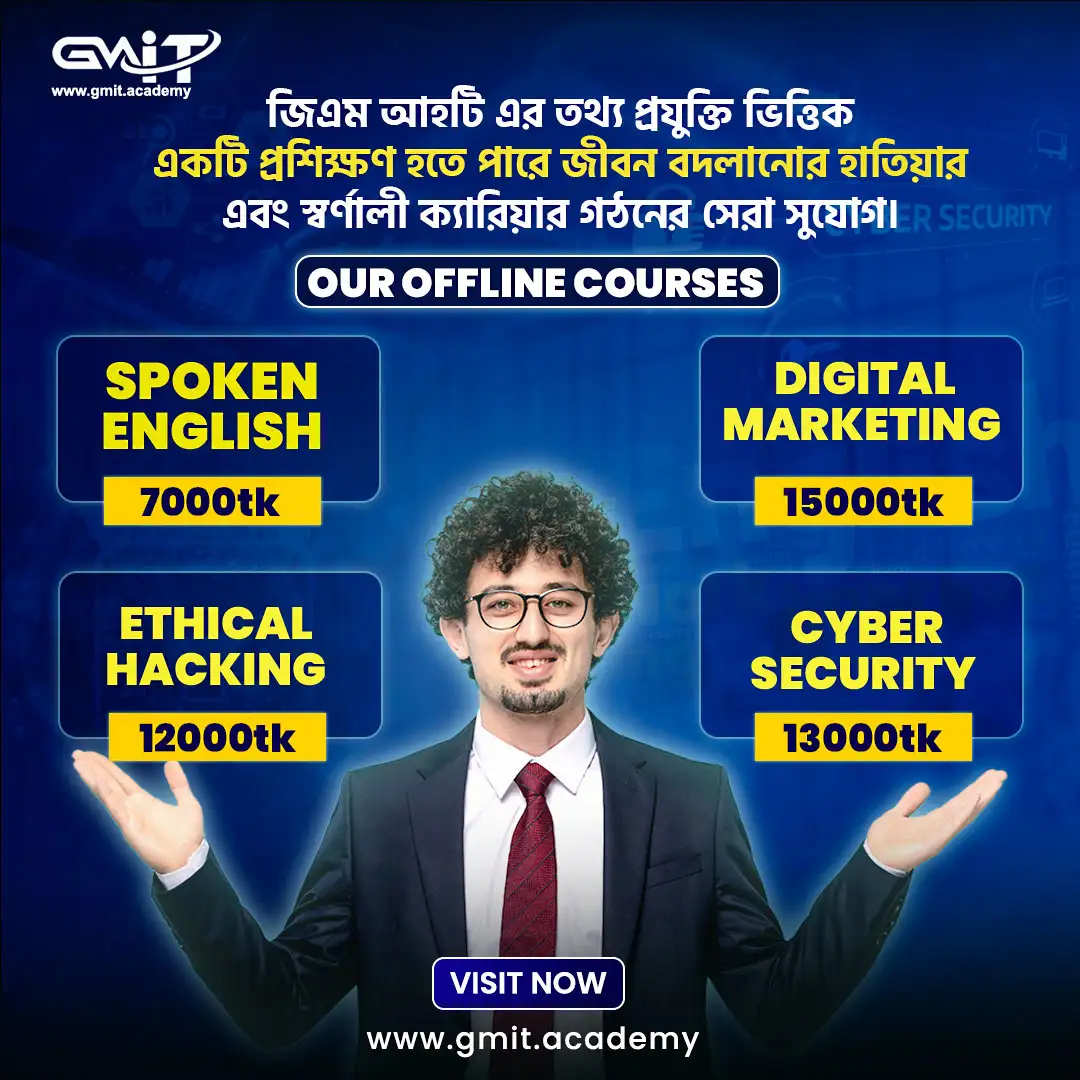 GMIT
www.gmit.academy
জিএম আইটি এর তথ্য প্রযুক্তি ভিত্তিক
একটি প্রশিক্ষণ হতে পারে জীবন বদলানোর হাতিয়ার
এবং স্বর্ণালী ক্যারিয়ার গঠনের সেরা সুযোগ।
CYBER SECURITY
OUR OFFLINE COURSES
SPOKEN
ENGLISH
7000tk
DIGITAL
MARKETING
15000tk
ETHICAL
HACKING
12000tk
CYBER
SECURITY
13000tk
VISIT NOW
www.gmit.academy